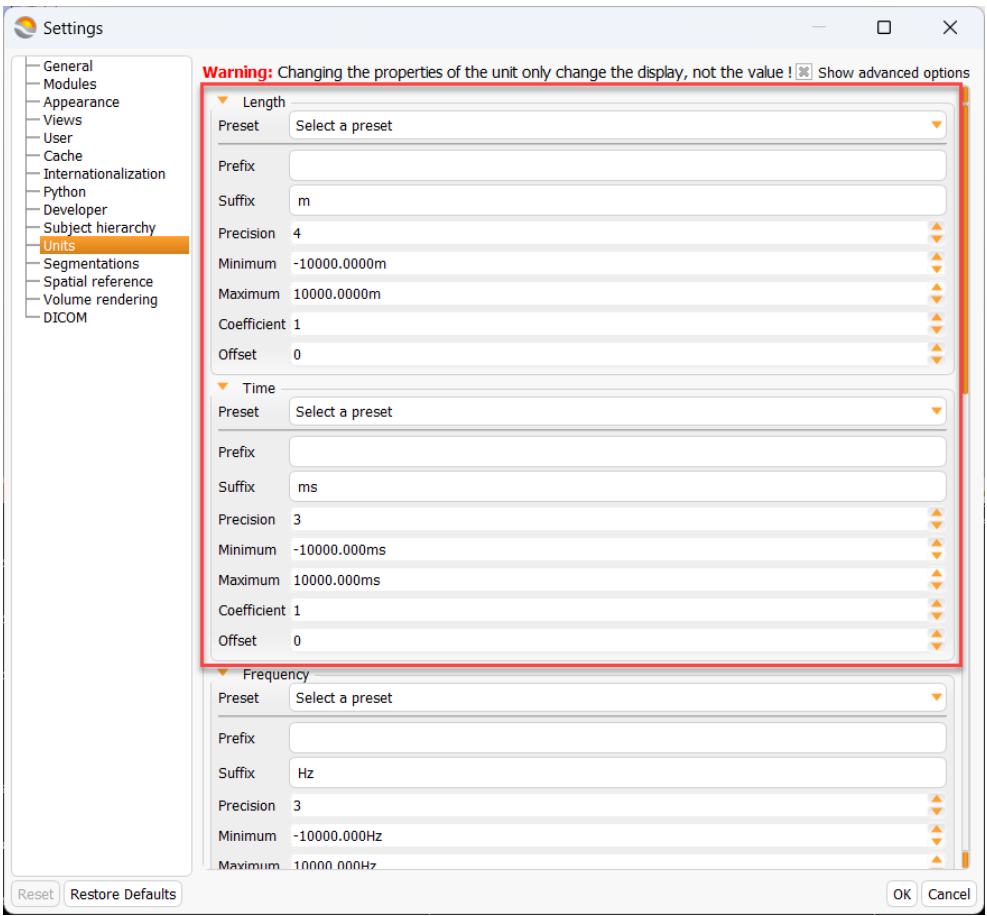 Settings
General
Modules
Appearance
Views
User
Cache
Internationalization
Python
Developer
Subject hierarchy
Units
Segmentations
Spatial reference
Volume rendering
DICOM
Warning: Changing the properties of the unit only change the display, not the value ! Show advanced options
Length
Preset Select a preset
Prefix
Suffix m
Precision 4
Minimum -10000.0000m
Maximum 10000.0000m
Coefficient 1
Offset 0
Time
Preset Select a preset
Prefix
Suffix ms
Precision 3
Minimum -10000.000ms
Maximum 10000.000ms
Coefficient 1
Offset 0
Frequency
Preset Select a preset
Prefix
Suffix Hz
Precision 3
Minimum -10000.000Hz
Maximum 10000.000Hz
Reset Restore Defaults OK Cancel